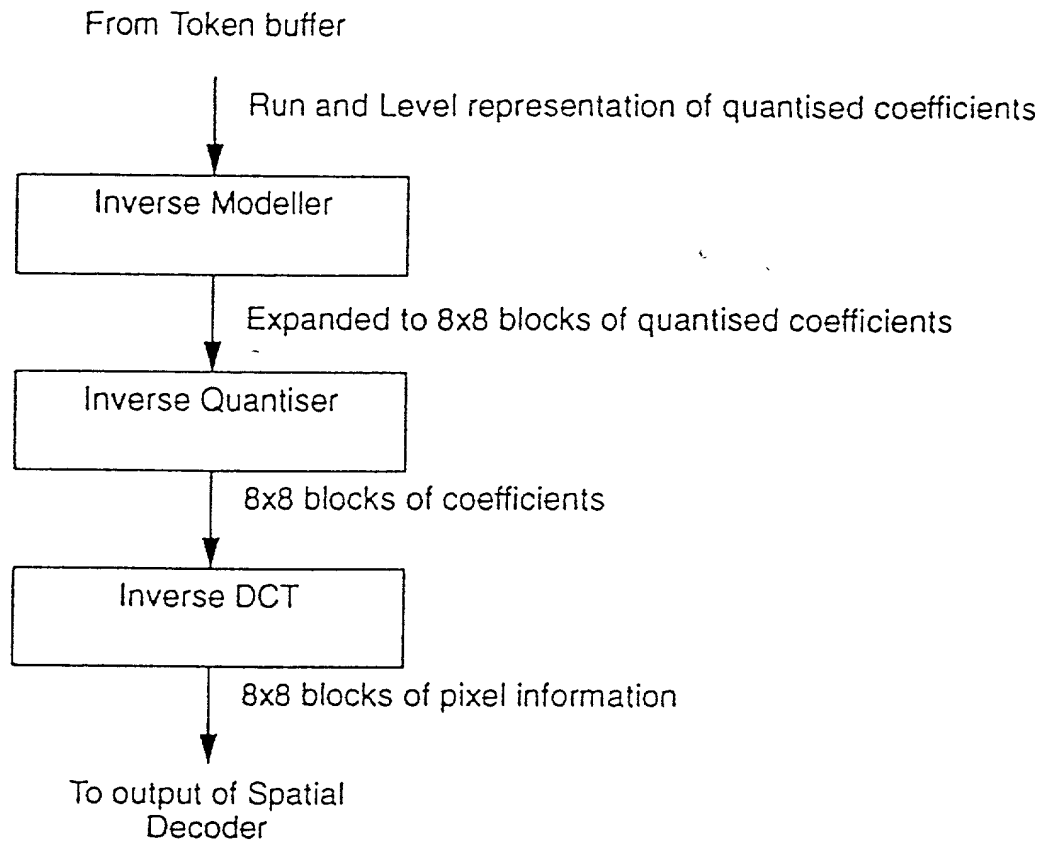 From Token buffer
Run and Level representation of quantised coefficients
Inverse Modeller
Expanded to 8x8 blocks of quantised coefficients
Inverse Quantiser
8x8 blocks of coefficients
Inverse DCT
8x8 blocks of pixel information
To output of Spatial
Decoder